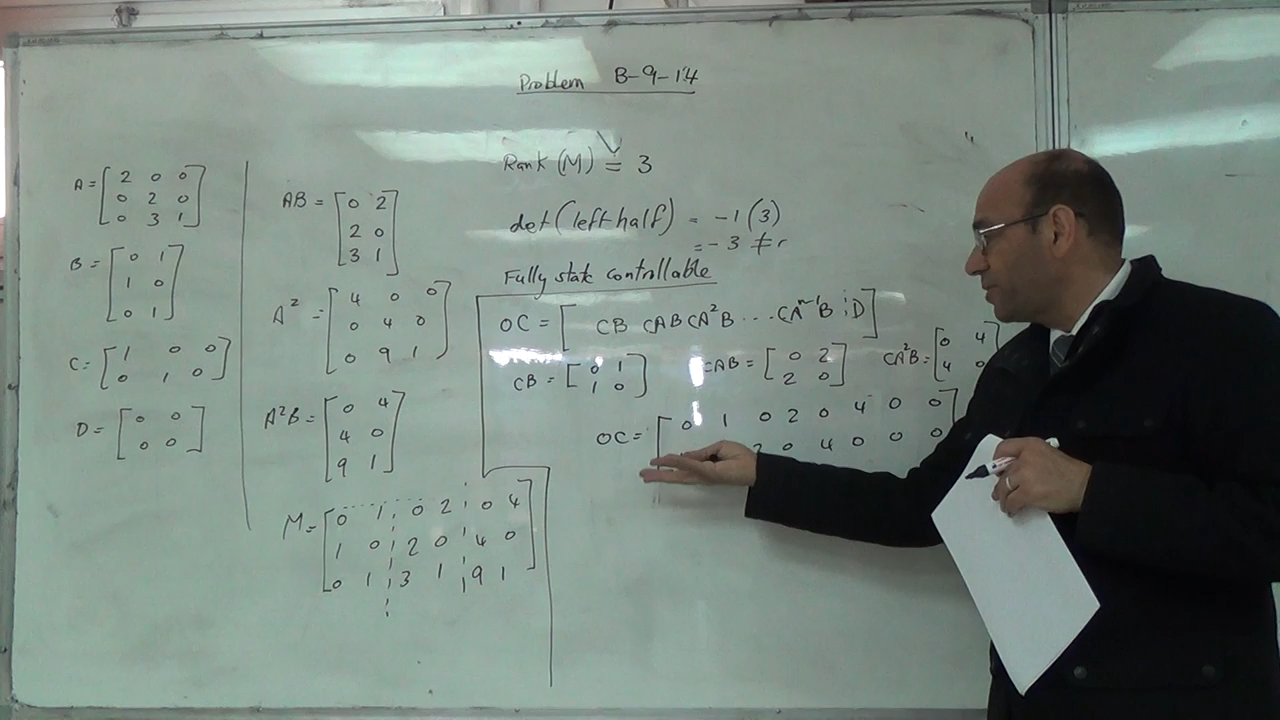 Problem B-9-14
A = [ 2 0 0
0 2 0
0 3 1 ]
B = [ 0 1
1 0
0 1 ]
C = [ 1 0 0
0 1 0 ]
D = [ 0 0
0 0 ]
AB = [ 0 2
2 0
3 1 ]
A² = [ 4 0 0
0 4 0
0 9 1 ]
A²B = [ 0 4
4 0
9 1 ]
M = [ 0 1 0 2 0 4
1 0 2 0 4 0
0 1 3 1 9 1 ]
Rank (M) = 3
det (left half) = -1 (3)
= -3 ≠ r
Fully state controllable
OC = [ CB CAB CA²B ... CAⁿ⁻¹B ⋮ D ]
CB = [ 0 1
1 0 ]
CAB = [ 0 2
2 0 ]
CA²B = [ 0 4
4 0
OC = [ 0 1 0 2 0 4 0 0 ]
0 4 0 0 0